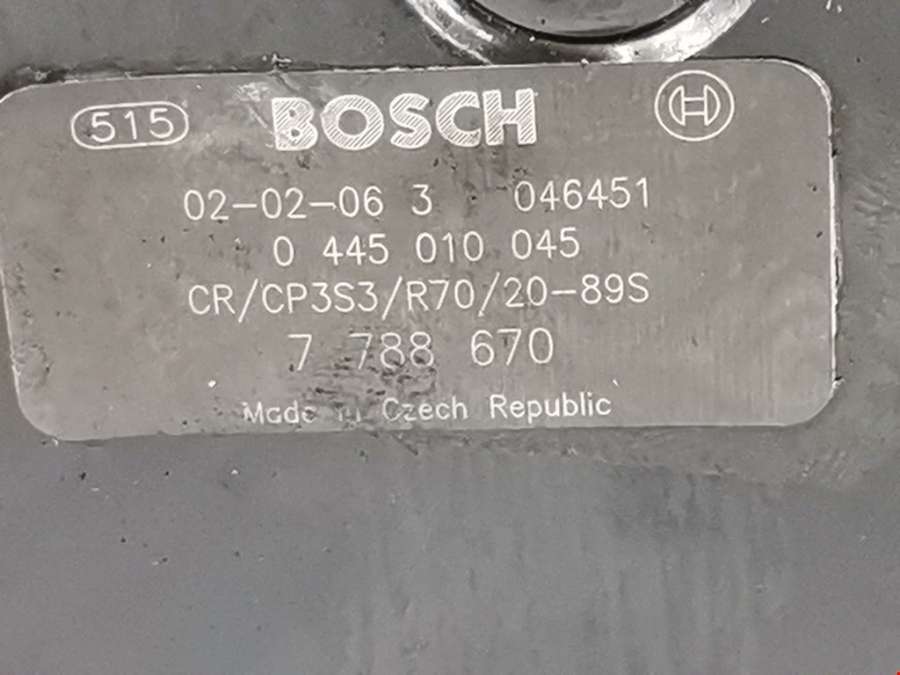 515 BOSCH
02-02-06 3 046451
0 445 010 045
CR/CP3S3/R70/20-89S
7 788 670
Made in Czech Republic